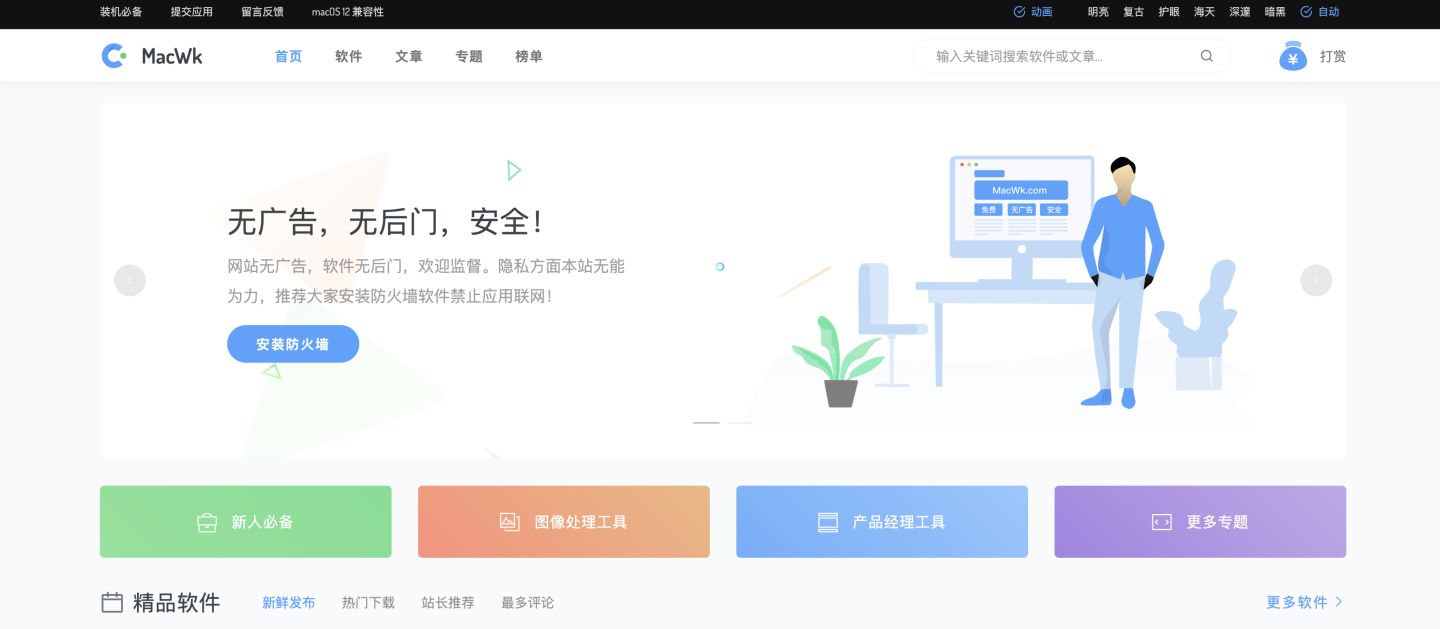 装机必备 提交应用 留言反馈 macOS 12 兼容性 动画 明亮 复古 护眼 海天 深邃 暗黑 自动
MacWk 首页 软件 文章 专题 榜单 输入关键词搜索软件或文章... ¥ 打赏
无广告，无后门，安全！
网站无广告，软件无后门，欢迎监督。隐私方面本站无能
为力，推荐大家安装防火墙软件禁止应用联网！
安装防火墙
MacWk.com
免费 无广告 安全
新人必备 图像处理工具 产品经理工具 更多专题
精品软件 新鲜发布 热门下载 站长推荐 最多评论 更多软件